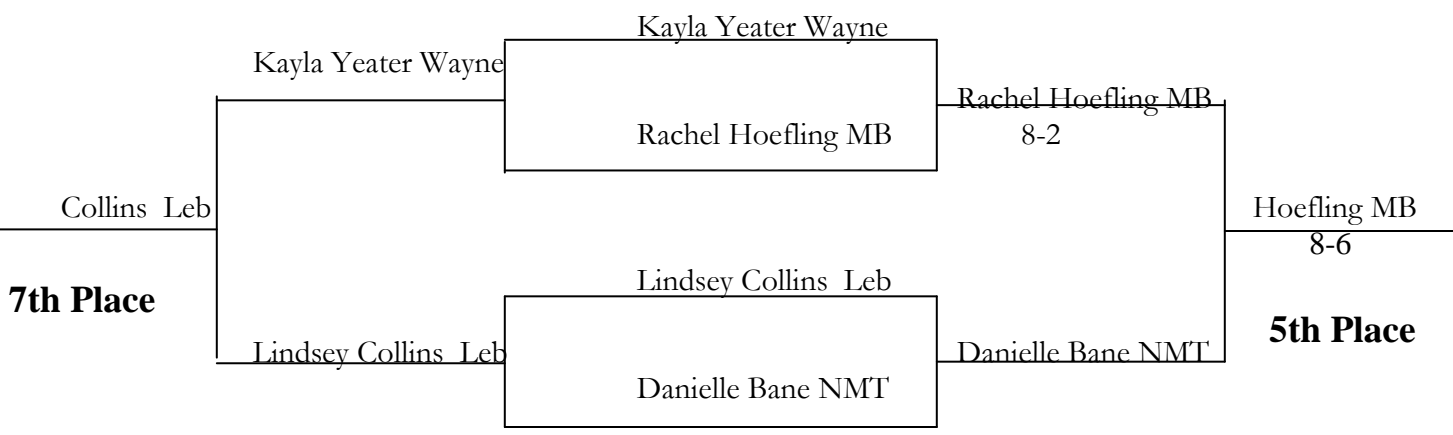 Kayla Yeater Wayne
Kayla Yeater Wayne
Rachel Hoefling MB
Rachel Hoefling MB
8-2
Collins  Leb
Hoefling MB
8-6
7th Place
Lindsey Collins  Leb
5th Place
Lindsey Collins  Leb
Danielle Bane NMT
Danielle Bane NMT